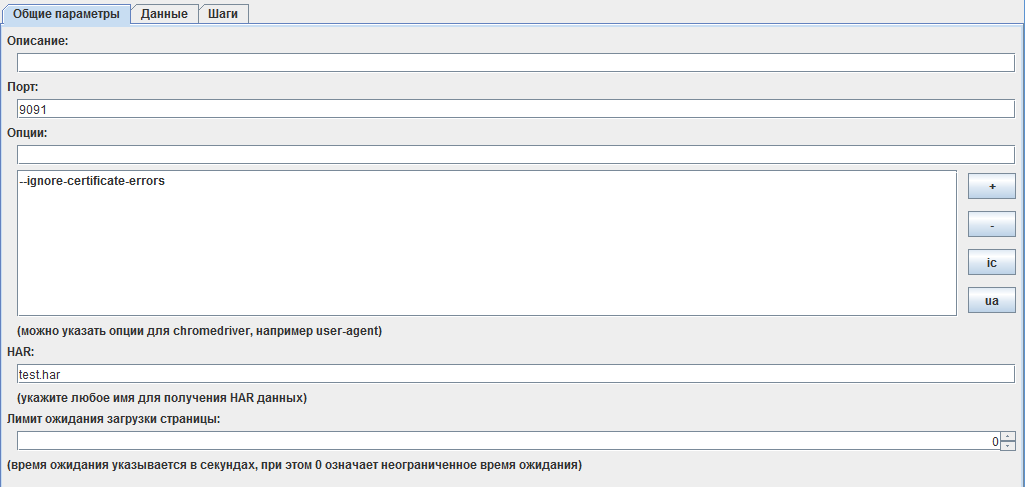 Общие параметры Данные Шаги
Описание:
Порт:
9091
Опции:
--ignore-certificate-errors
+
-
ic
ua
(можно указать опции для chromedriver, например user-agent)
HAR:
test.har
(укажите любое имя для получения HAR данных)
Лимит ожидания загрузки страницы:
0
(время ожидания указывается в секундах, при этом 0 означает неограниченное время ожидания)